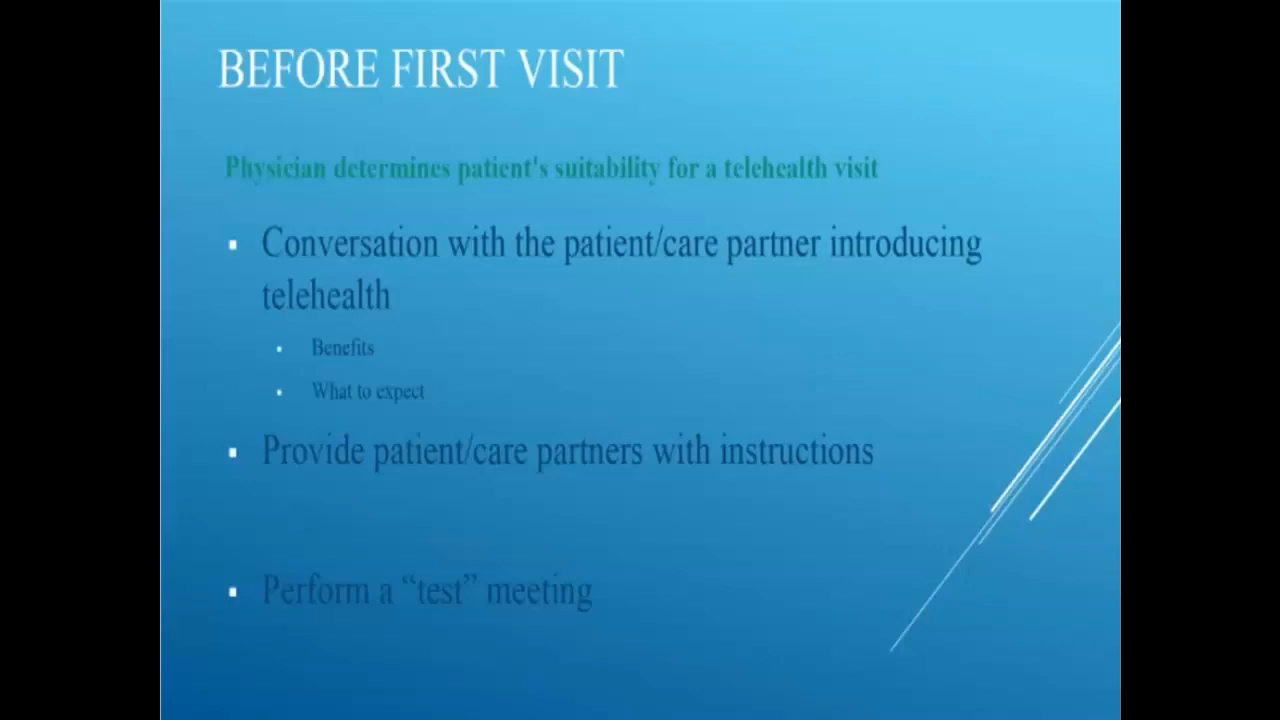 BEFORE FIRST VISIT
Physician determines patient's suitability for a telehealth visit
Conversation with the patient/care partner introducing
telehealth
Benefits
What to expect
Provide patient/care partners with instructions
Perform a “test” meeting